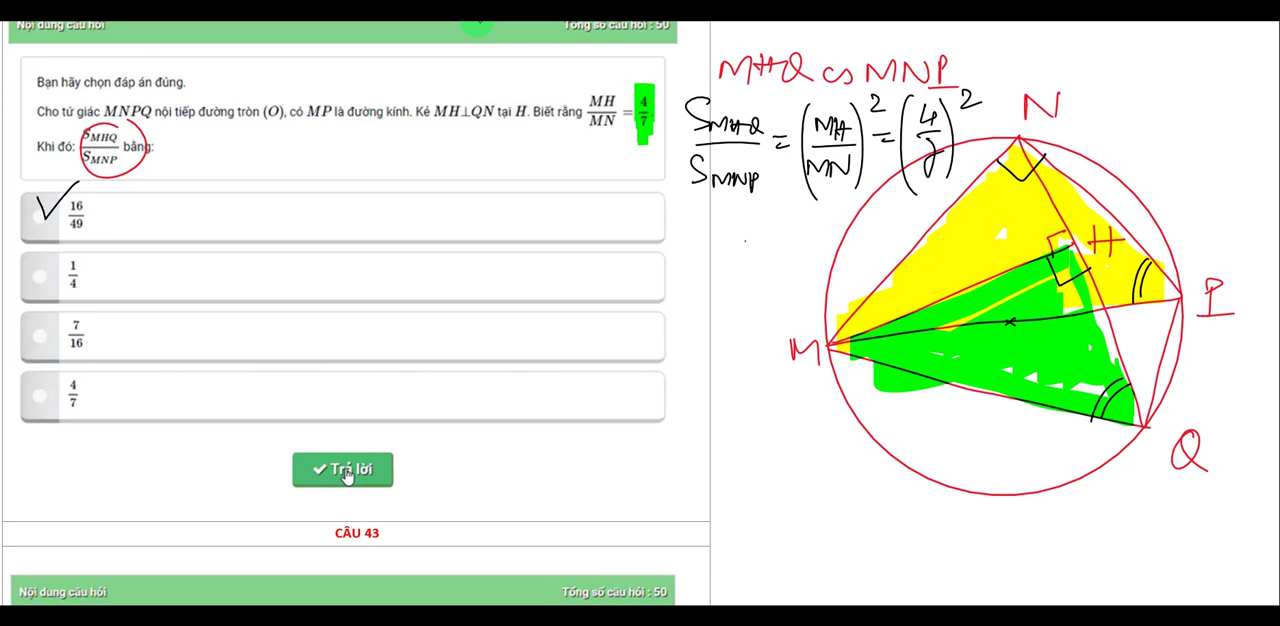 Nội dung câu hỏi
Tổng số câu hỏi : 50
Bạn hãy chọn đáp án đúng.
Cho tứ giác MNPQ nội tiếp đường tròn (O), có MP là đường kính. Kẻ MH⊥QN tại H. Biết rằng MH/MN = 4/7.
Khi đó: S_MHQ/S_MNP bằng:
16/49
1/4
7/16
4/7
Trả lời
CÂU 43
Nội dung câu hỏi
Tổng số câu hỏi : 50
MHQ ∽ MNP
S_MHQ/S_MNP = (MH/MN)² = (4/7)²
N
H
P
M
Q